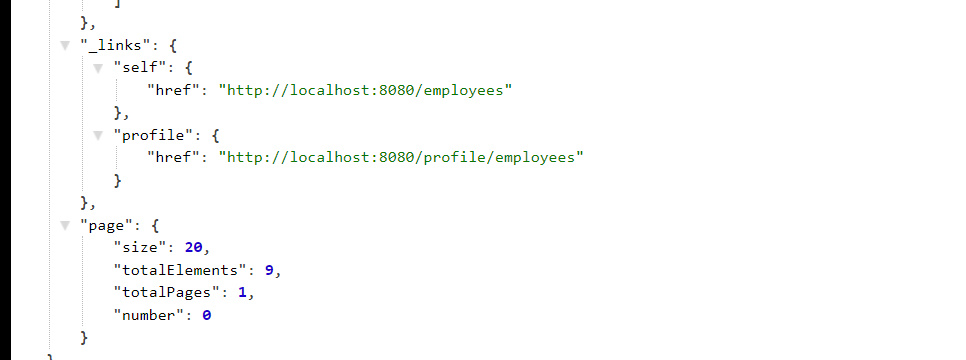 ]
},
"_links": {
"self": {
"href": "http://localhost:8080/employees"
},
"profile": {
"href": "http://localhost:8080/profile/employees"
}
},
"page": {
"size": 20,
"totalElements": 9,
"totalPages": 1,
"number": 0
}
}